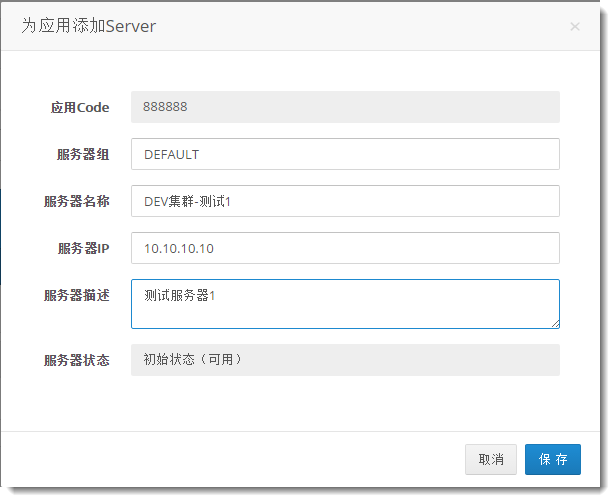 为应用添加Server
×
应用Code 888888
服务器组 DEFAULT
服务器名称 DEV集群-测试1
服务器IP 10.10.10.10
服务器描述 测试服务器1
服务器状态 初始状态（可用）
取消 保 存